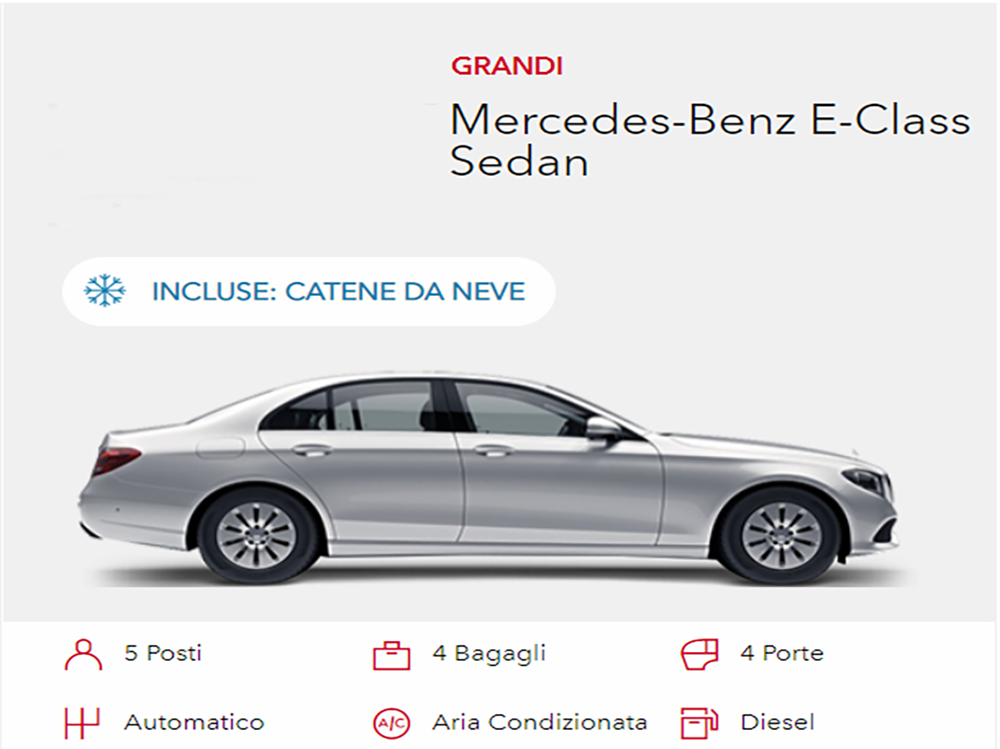 GRANDI
Mercedes-Benz E-Class
Sedan
INCLUSE: CATENE DA NEVE
5 Posti
4 Bagagli
4 Porte
Automatico
A/C
Aria Condizionata
Diesel